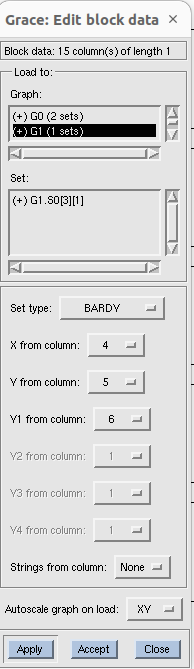 Grace: Edit block data ×
Block data: 15 column(s) of length 1
Load to:
Graph:
(+) G0 (2 sets)
(+) G1 (1 sets)
Set:
(+) G1.S0[3][1]
Set type: BARDY
X from column: 4
Y from column: 5
Y1 from column: 6
Y2 from column: 1
Y3 from column: 1
Y4 from column: 1
Strings from column: None
Autoscale graph on load: XY
Apply Accept Close